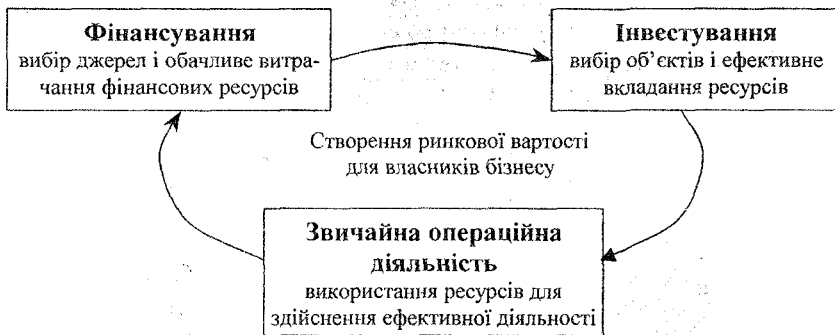 Фінансування
вибір джерел і обачливе витра-
чання фінансових ресурсів
Інвестування
вибір об’єктів і ефективне
вкладання ресурсів
Створення ринкової вартості
для власників бізнесу
Звичайна операційна
діяльність
використання ресурсів для
здійснення ефективної діяльності